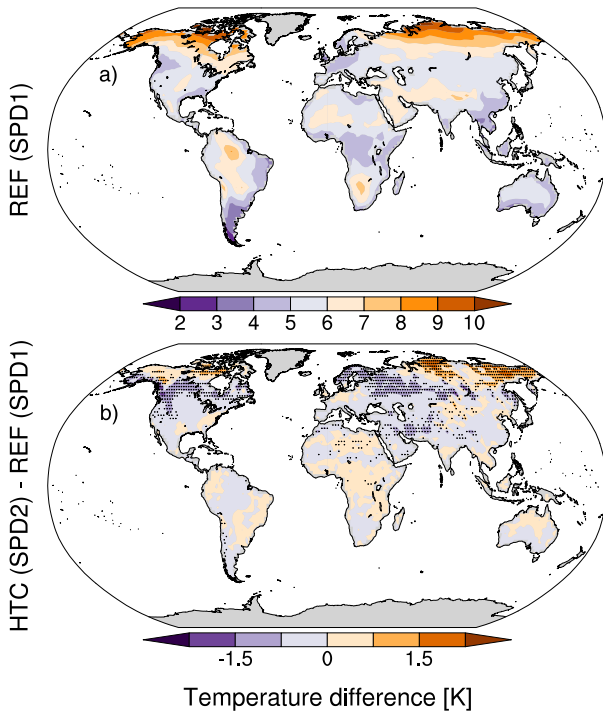 REF (SPD1)
a)
2 3 4 5 6 7 8 9 10
HTC (SPD2) - REF (SPD1)
b)
-1.5 0 1.5
Temperature difference [K]